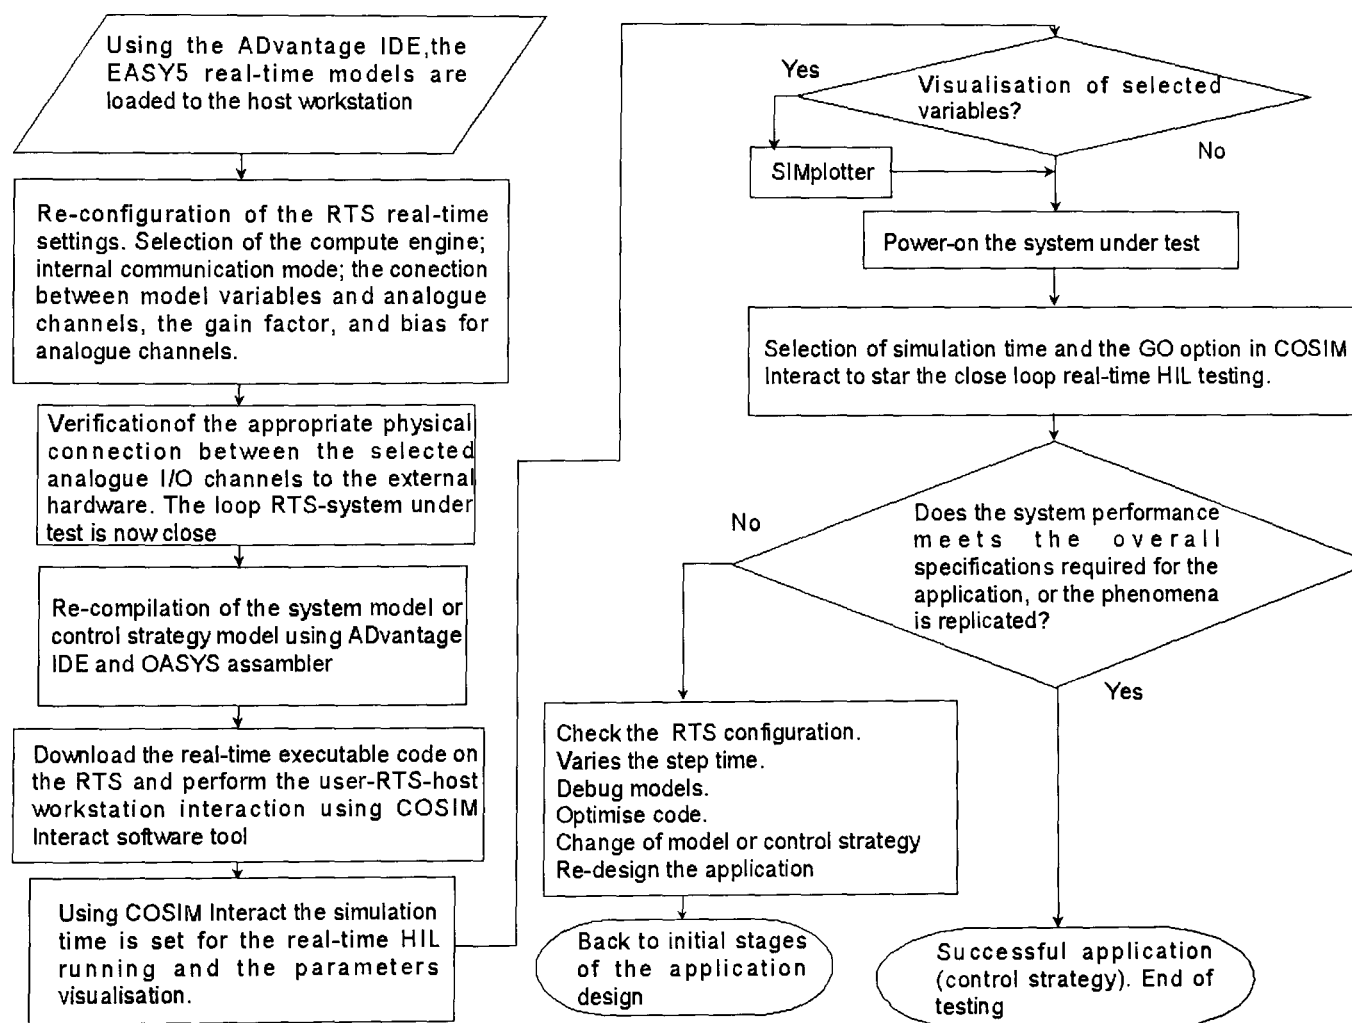 Using the ADvantage IDE,the
EASY5 real-time models are
loaded to the host workstation
Re-configuration of the RTS real-time
settings. Selection of the compute engine;
internal communication mode; the conection
between model variables and analogue
channels, the gain factor, and bias for
analogue channels.
Verification of the appropriate physical
connection between the selected
analogue I/O channels to the external
hardware. The loop RTS-system under
test is now close
Re-compilation of the system model or
control strategy model using ADvantage
IDE and OASYS assambler
Download the real-time executable code on
the RTS and perform the user-RTS-host
workstation interaction using COSIM
Interact software tool
Using COSIM Interact the simulation
time is set for the real-time HIL
running and the parameters
visualisation.
Yes
Visualisation of selected
variables?
No
SIMplotter
Power-on the system under test
Selection of simulation time and the GO option in COSIM
Interact to star the close loop real-time HIL testing.
No
Does the system performance
meets the overall
specifications required for the
application, or the phenomena
is replicated?
Yes
Check the RTS configuration.
Varies the step time.
Debug models.
Optimise code.
Change of model or control strategy
Re-design the application
Back to initial stages
of the application
design
Successful application
(control strategy). End of
testing